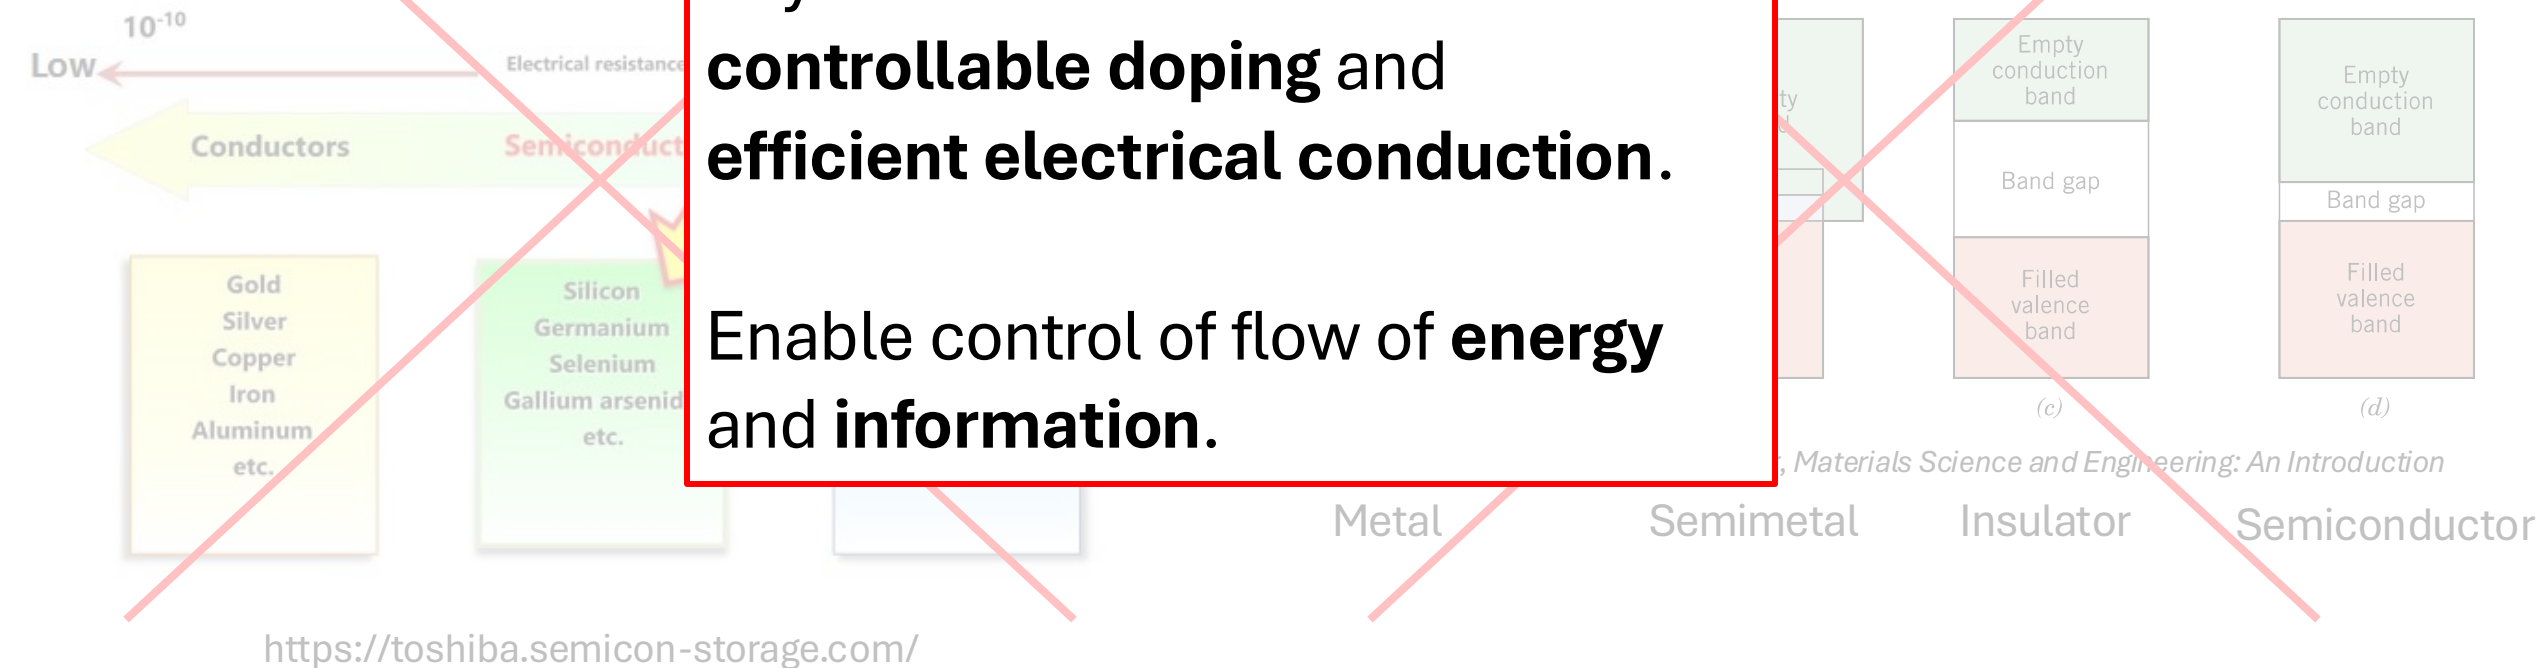 10-10
Low
Electrical resistance
Conductors
Semiconduct
Gold
Silver
Copper
Iron
Aluminum
etc.
Silicon
Germanium
Selenium
Gallium arsenid
etc.
controllable doping and
efficient electrical conduction.
Enable control of flow of energy
and information.
Empty
conduction
band
Band gap
Filled
valence
band
(c)
Empty
conduction
band
Band gap
Filled
valence
band
(d)
, Materials Science and Engineering: An Introduction
Metal
Semimetal
Insulator
Semiconductor
https://toshiba.semicon-storage.com/